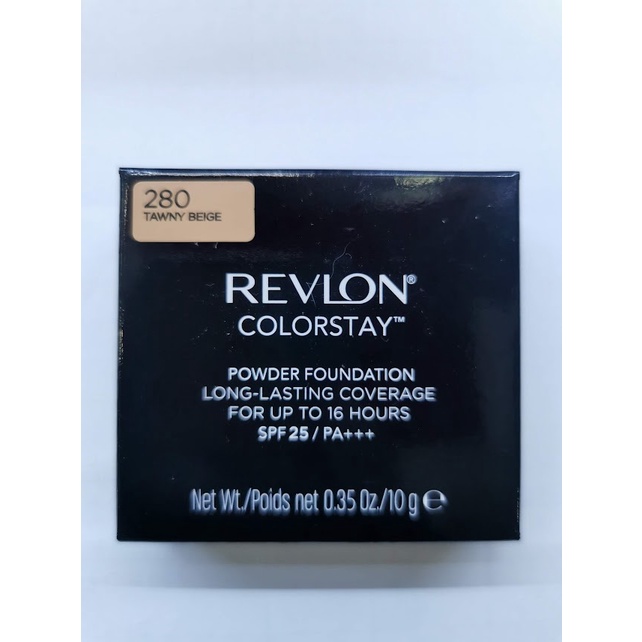 280
TAWNY BEIGE
REVLON®
COLORSTAY™
POWDER FOUNDATION
LONG-LASTING COVERAGE
FOR UP TO 16 HOURS
SPF 25 / PA+++
Net Wt./Poids net 0.35 Oz./10 g ℮